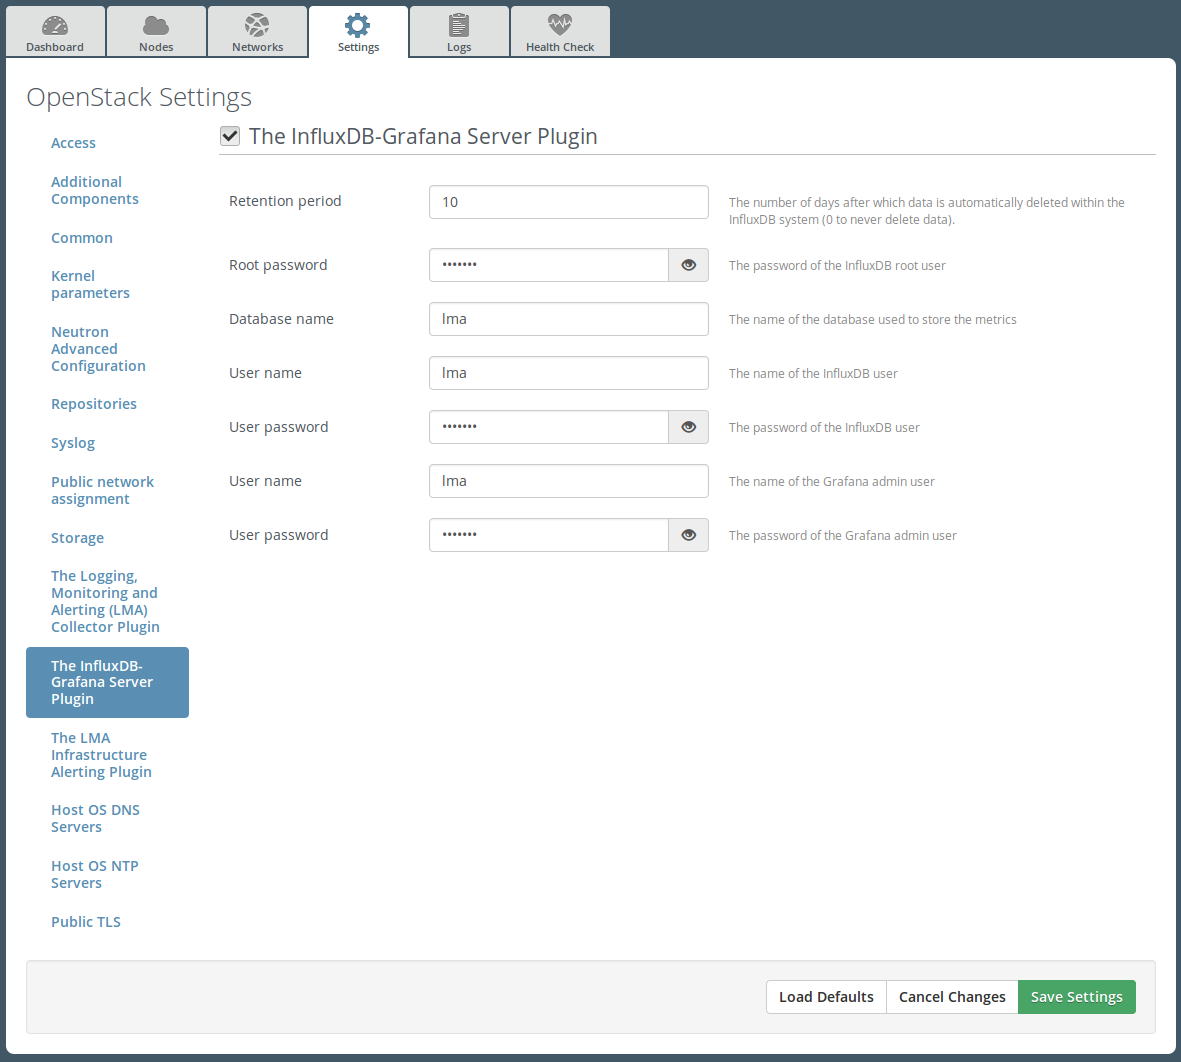 Dashboard
Nodes
Networks
Settings
Logs
Health Check
OpenStack Settings
Access
Additional
Components
Common
Kernel
parameters
Neutron
Advanced
Configuration
Repositories
Syslog
Public network
assignment
Storage
The Logging,
Monitoring and
Alerting (LMA)
Collector Plugin
The InfluxDB-
Grafana Server
Plugin
The LMA
Infrastructure
Alerting Plugin
Host OS DNS
Servers
Host OS NTP
Servers
Public TLS
The InfluxDB-Grafana Server Plugin
Retention period
10
The number of days after which data is automatically deleted within the
InfluxDB system (0 to never delete data).
Root password
•••••••
The password of the InfluxDB root user
Database name
lma
The name of the database used to store the metrics
User name
lma
The name of the InfluxDB user
User password
•••••••
The password of the InfluxDB user
User name
lma
The name of the Grafana admin user
User password
•••••••
The password of the Grafana admin user
Load Defaults
Cancel Changes
Save Settings